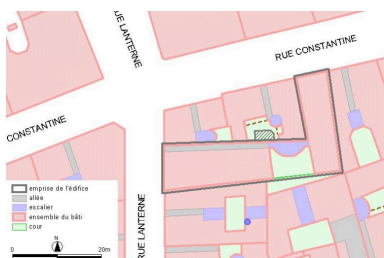 RUE LANTERNE
RUE CONSTANTINE
CONSTANTINE
RUE LANTERNE
emprise de l'édifice
allée
escalier
ensemble du bâti
cour
N
0 20m